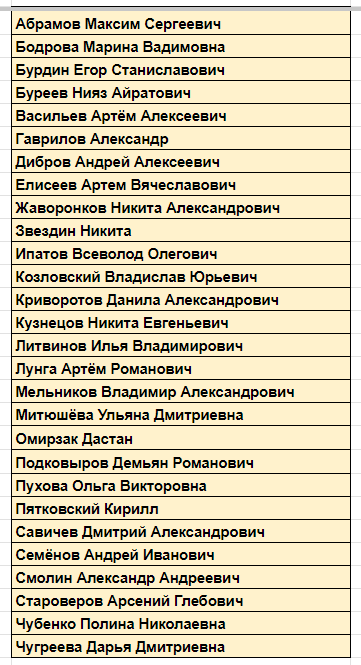 Абрамов Максим Сергеевич
Бодрова Марина Вадимовна
Бурдин Егор Станиславович
Буреев Нияз Айратович
Васильев Артём Алексеевич
Гаврилов Александр
Дибров Андрей Алексеевич
Елисеев Артем Вячеславович
Жаворонков Никита Александрович
Звездин Никита
Ипатов Всеволод Олегович
Козловский Владислав Юрьевич
Криворотов Данила Александрович
Кузнецов Никита Евгеньевич
Литвинов Илья Владимирович
Лунга Артём Романович
Мельников Владимир Александрович
Митюшёва Ульяна Дмитриевна
Омирзак Дастан
Подковыров Демьян Романович
Пухова Ольга Викторовна
Пятковский Кирилл
Савичев Дмитрий Александрович
Семёнов Андрей Иванович
Смолин Александр Андреевич
Староверов Арсений Глебович
Чубенко Полина Николаевна
Чугреева Дарья Дмитриевна